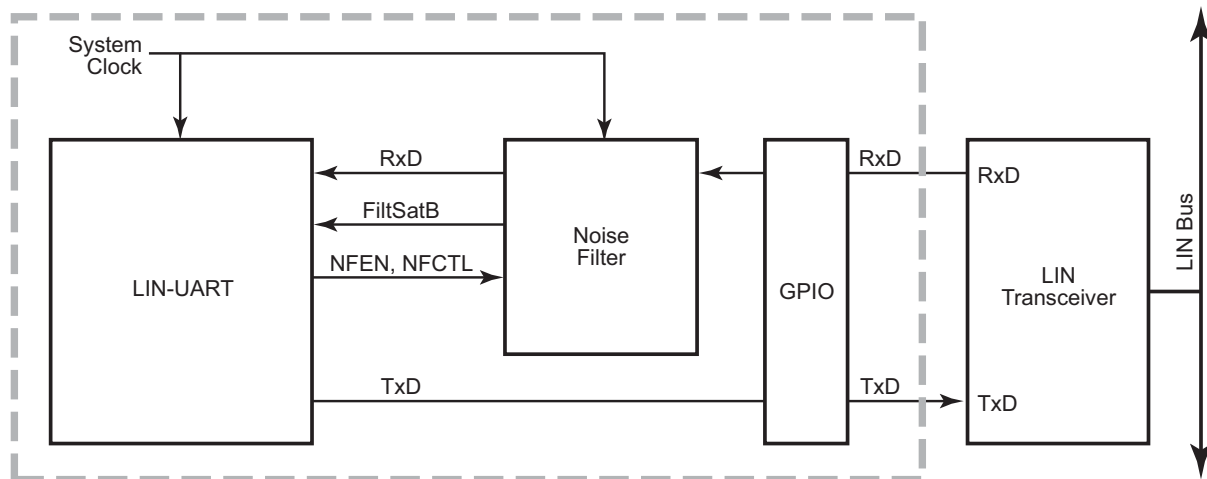 System
Clock
RxD
RxD
RxD
FiltSatB
Noise
Filter
LIN Bus
NFEN, NFCTL
LIN-UART
GPIO
LIN
Transceiver
TxD
TxD
TxD